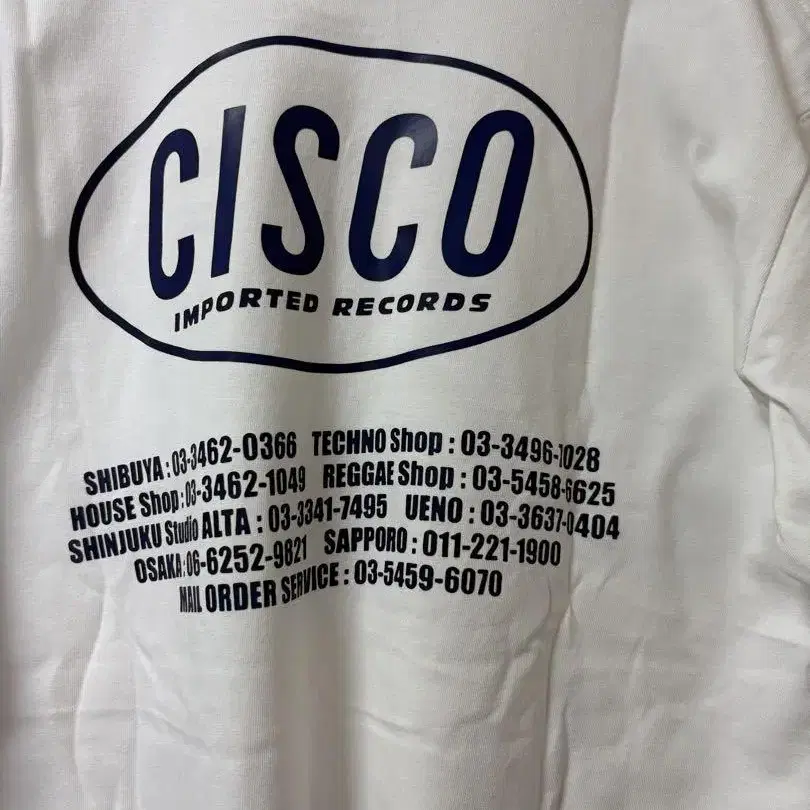 CISCO
IMPORTED RECORDS
SHIBUYA : 03-3462-0366 TECHNO Shop : 03-3496-7028
HOUSE Shop : 03-3462-1049 REGGAE Shop : 03-5458-6625
SHINJUKU Studio ALTA : 03-3341-7495 UENO : 03-3637-0404
OSAKA : 06-6252-9821 SAPPORO : 011-221-1900
MAIL ORDER SERVICE : 03-5459-6070